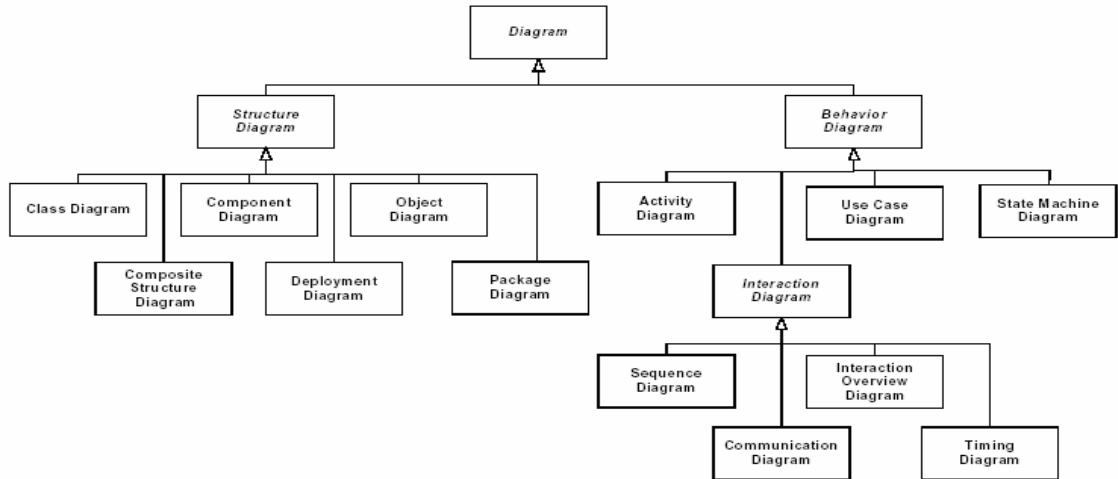 Diagram
Structure
Diagram
Behavior
Diagram
Class Diagram
Component
Diagram
Object
Diagram
Activity
Diagram
Use Case
Diagram
State Machine
Diagram
Composite
Structure
Diagram
Deployment
Diagram
Package
Diagram
Interaction
Diagram
Sequence
Diagram
Interaction
Overview
Diagram
Communication
Diagram
Timing
Diagram